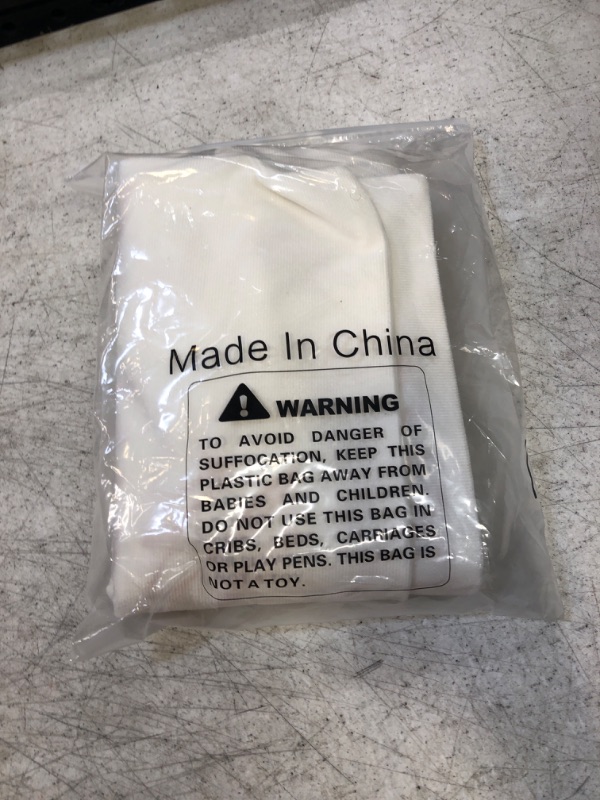 Made In China
WARNING
TO AVOID DANGER OF
SUFFOCATION, KEEP THIS
PLASTIC BAG AWAY FROM
BABIES AND CHILDREN.
DO NOT USE THIS BAG IN
CRIBS, BEDS, CARRIAGES
OR PLAY PENS. THIS BAG IS
NOT A TOY.